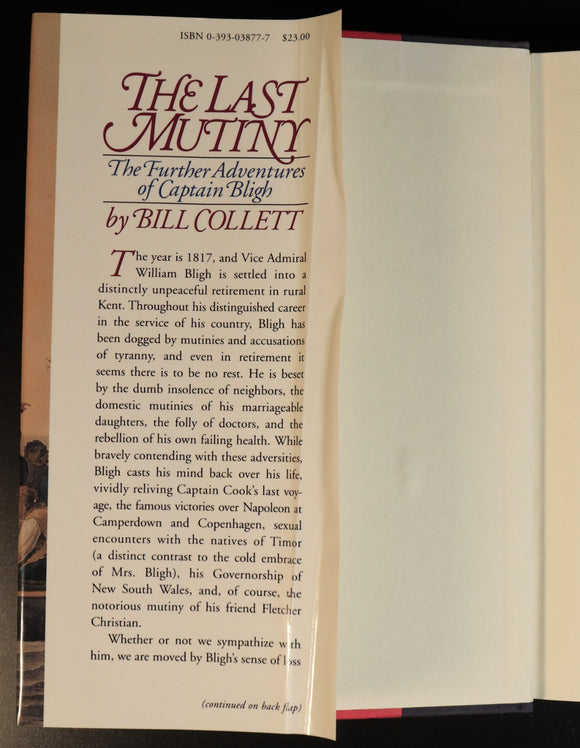 ISBN 0-393-03877-7 $23.00
THE LAST
MUTINY
The Further Adventures
of Captain Bligh
by BILL COLLETT
The year is 1817, and Vice Admiral
William Bligh is settled into a
distinctly unpeaceful retirement in rural
Kent. Throughout his distinguished career
in the service of his country, Bligh has
been dogged by mutinies and accusations
of tyranny, and even in retirement it
seems there is to be no rest. He is beset
by the dumb insolence of neighbors, the
domestic mutinies of his marriageable
daughters, the folly of doctors, and the
rebellion of his own failing health. While
bravely contending with these adversities,
Bligh casts his mind back over his life,
vividly reliving Captain Cook's last voy-
age, the famous victories over Napoleon at
Camperdown and Copenhagen, sexual
encounters with the natives of Timor
(a distinct contrast to the cold embrace
of Mrs. Bligh), his Governorship of
New South Wales, and, of course, the
notorious mutiny of his friend Fletcher
Christian.
Whether or not we sympathize with
him, we are moved by Bligh's sense of loss
(continued on back flap)